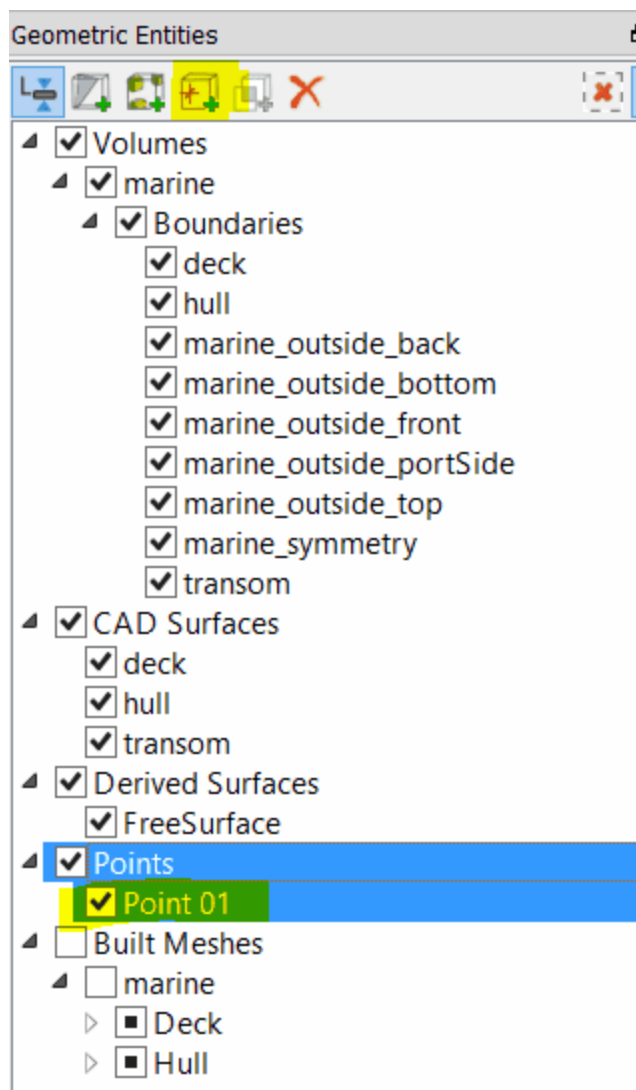 Geometric Entities
Volumes
marine
Boundaries
deck
hull
marine_outside_back
marine_outside_bottom
marine_outside_front
marine_outside_portSide
marine_outside_top
marine_symmetry
transom
CAD Surfaces
deck
hull
transom
Derived Surfaces
FreeSurface
Points
Point 01
Built Meshes
marine
Deck
Hull